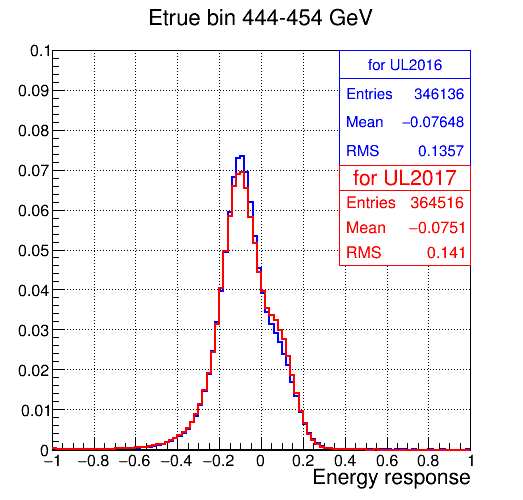 Etrue bin 444-454 GeV
for UL2016
Entries 346136
Mean −0.07648
RMS 0.1357
for UL2017
Entries 364516
Mean −0.0751
RMS 0.141
0.1
0.09
0.08
0.07
0.06
0.05
0.04
0.03
0.02
0.01
0
−1 −0.8 −0.6 −0.4 −0.2 0 0.2 0.4 0.6 0.8 1
Energy response